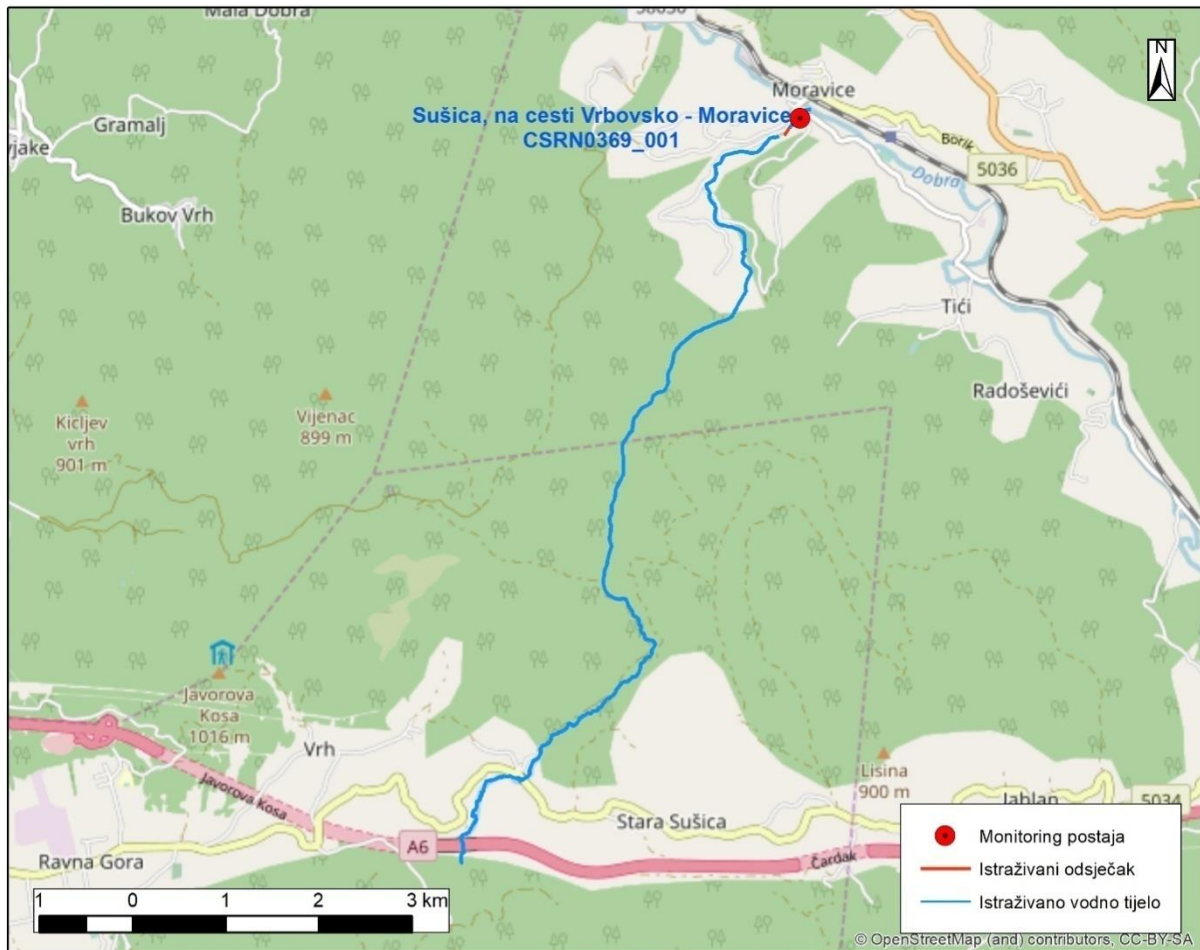 Mala Dobra
58050
N
Moravice
Sušica, na cesti Vrbovsko - Moravice
CSRN0369_001
Gramalj
Borik
5036
Dobra
Bukov Vrh
Tići
Radoševići
Kicljev
vrh
901 m
Vijenac
899 m
Javorova
Kosa
1016 m
Vrh
Lisina
900 m
Javorova Kosa
Jablan
5034
Stara Sušica
A6
Ravna Gora
Čardak
Monitoring postaja
Istraživani odsječak
Istraživano vodno tijelo
1 0 1 2 3 km
© OpenStreetMap (and) contributors, CC-BY-SA